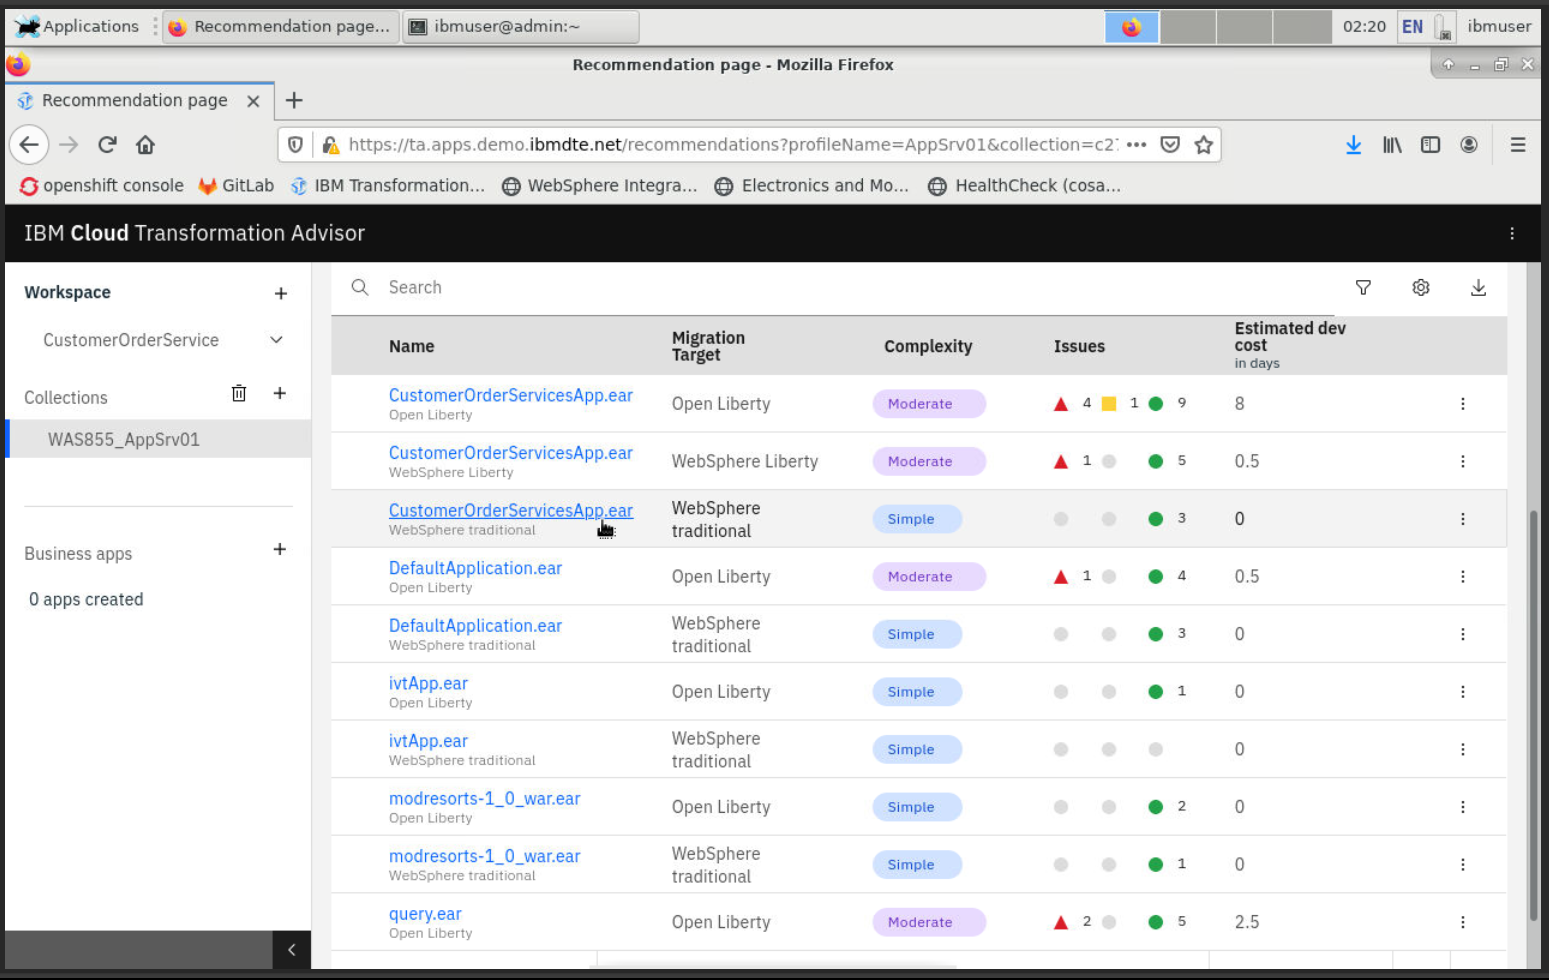 Applications
Recommendation page...
ibmuser@admin:~
02:20
EN
ibmuser
Recommendation page - Mozilla Firefox
Recommendation page
https://ta.apps.demo.ibmdte.net/recommendations?profileName=AppSrv01&collection=c2
openshift console
GitLab
IBM Transformation...
WebSphere Integra...
Electronics and Mo...
HealthCheck (cosa...
IBM Cloud Transformation Advisor
Workspace
CustomerOrderService
Collections
WAS855_AppSrv01
Business apps
0 apps created
Search
Name
Migration
Target
Complexity
Issues
Estimated dev
cost
in days
CustomerOrderServicesApp.ear
Open Liberty
Open Liberty
Moderate
4 1 9
8
CustomerOrderServicesApp.ear
WebSphere Liberty
WebSphere Liberty
Moderate
1 5
0.5
CustomerOrderServicesApp.ear
WebSphere traditional
WebSphere
traditional
Simple
3
0
DefaultApplication.ear
Open Liberty
Open Liberty
Moderate
1 4
0.5
DefaultApplication.ear
WebSphere traditional
WebSphere
traditional
Simple
3
0
ivtApp.ear
Open Liberty
Open Liberty
Simple
1
0
ivtApp.ear
WebSphere traditional
WebSphere
traditional
Simple
0
modresorts-1_0_war.ear
Open Liberty
Open Liberty
Simple
2
0
modresorts-1_0_war.ear
WebSphere traditional
WebSphere
traditional
Simple
1
0
query.ear
Open Liberty
Open Liberty
Moderate
2 5
2.5